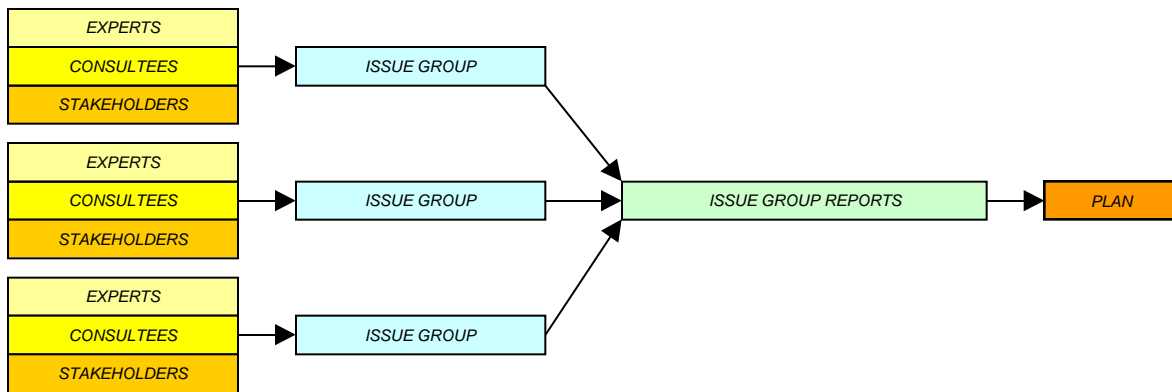 EXPERTS
CONSULTEES
STAKEHOLDERS
ISSUE GROUP
EXPERTS
CONSULTEES
STAKEHOLDERS
ISSUE GROUP
ISSUE GROUP REPORTS
PLAN
EXPERTS
CONSULTEES
STAKEHOLDERS
ISSUE GROUP